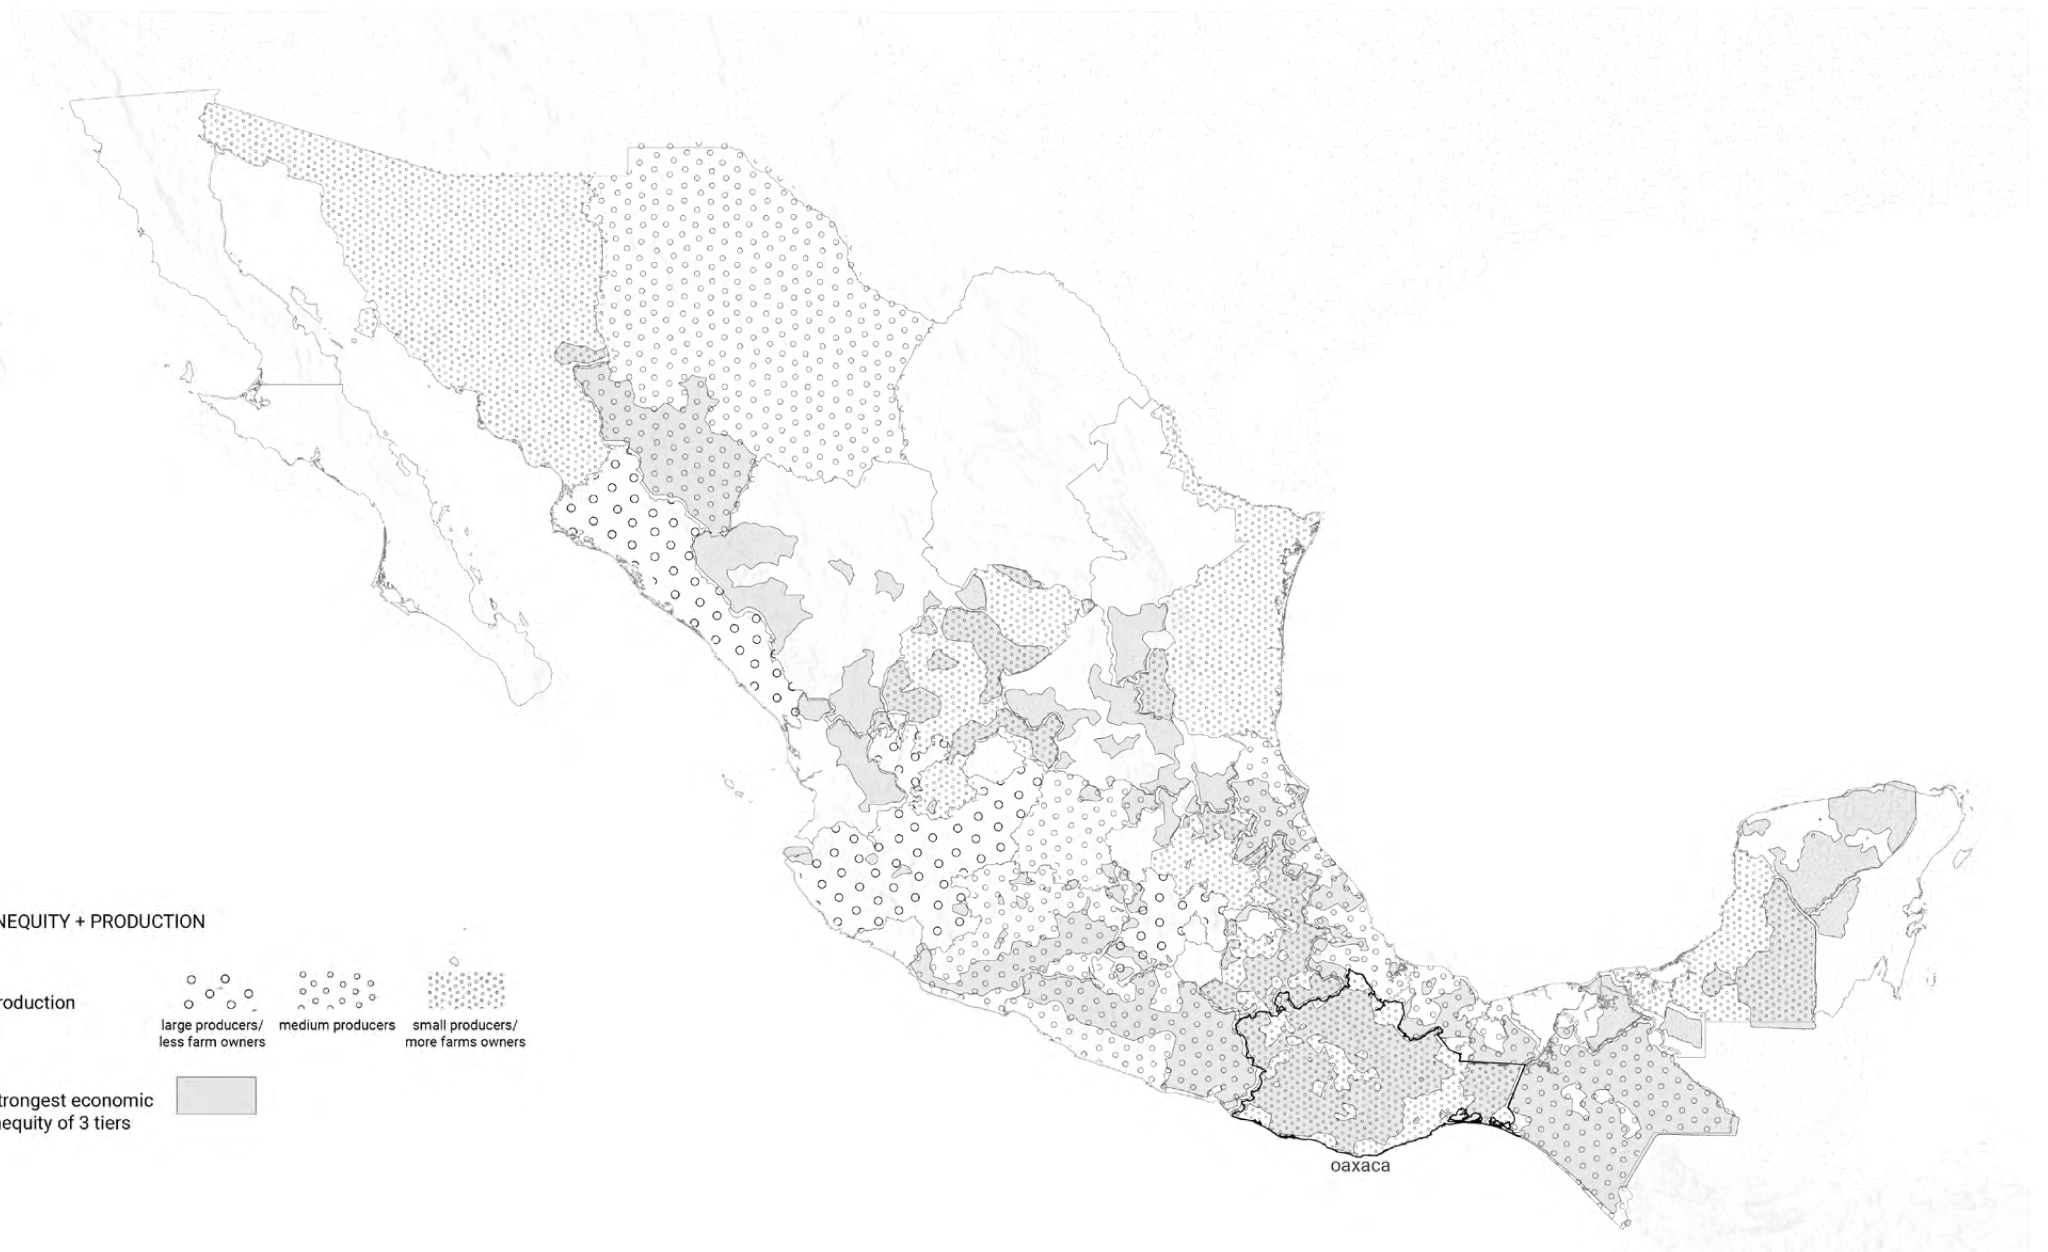 NEQUITY + PRODUCTION
roduction
large producers/
less farm owners
medium producers
small producers/
more farms owners
trongest economic
nequity of 3 tiers
oaxaca